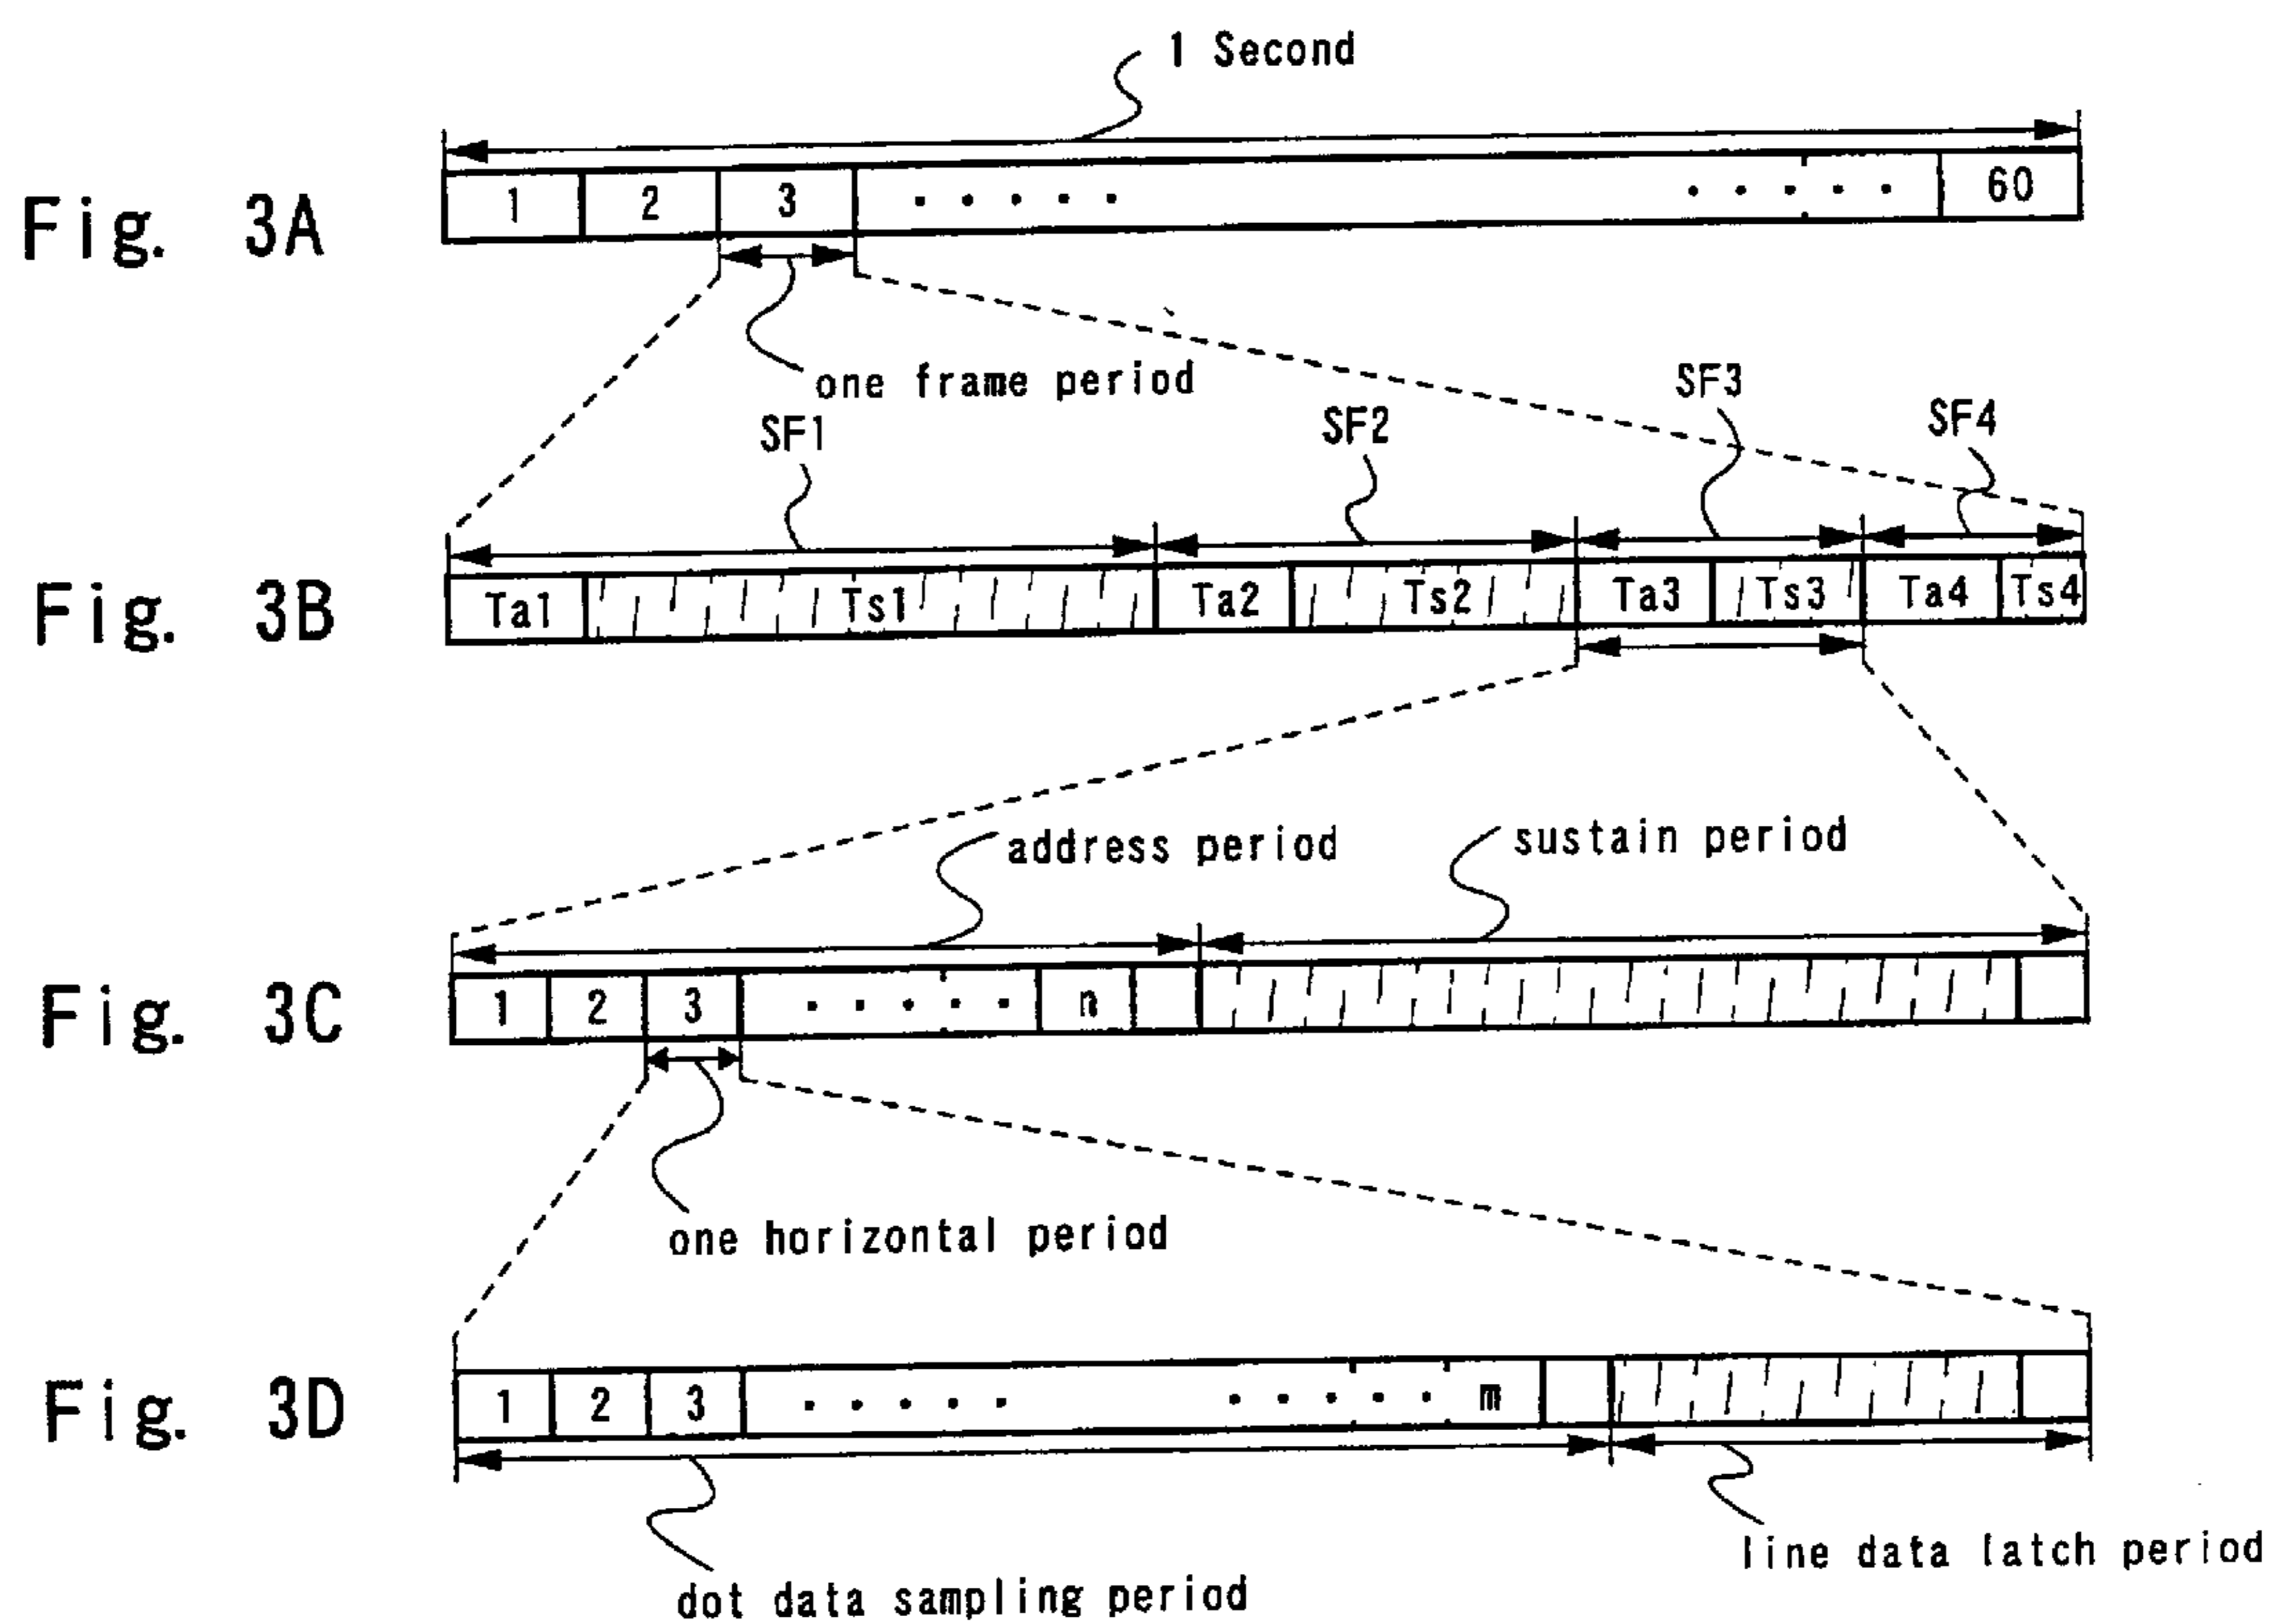 1 Second
Fig. 3A
1 2 3 ..... ..... 60
one frame period
SF1 SF2 SF3 SF4
Fig. 3B
Ta1 Ts1 Ta2 Ts2 Ta3 Ts3 Ta4 Ts4
address period sustain period
Fig. 3C
1 2 3 ..... n
one horizontal period
Fig. 3D
1 2 3 ..... ..... m
line data latch period
dot data sampling period